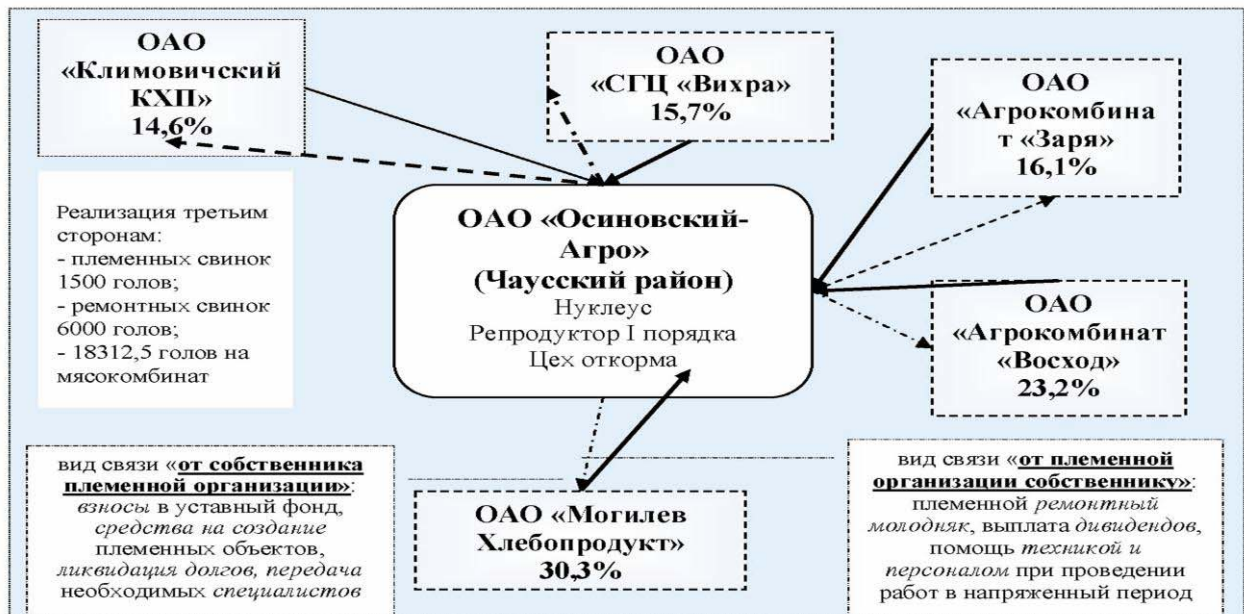 ОАО
«Климовичский
КХП»
14,6%
ОАО
«СГЦ «Вихра»
15,7%
ОАО
«Агрокомбина
т «Заря»
16,1%
Реализация третьим
сторонам:
- племенных свинок
1500 голов;
- ремонтных свинок
6000 голов;
- 18312,5 голов на
мясокомбинат
ОАО «Осиновский-
Агро»
(Чаусский район)
Нуклеус
Репродуктор I порядка
Цех откорма
ОАО
«Агрокомбинат
«Восход»
23,2%
вид связи «от собственника
племенной организации»:
взносы в уставный фонд,
средства на создание
племенных объектов,
ликвидация долгов, передача
необходимых специалистов
ОАО «Могилев
Хлебопродукт»
30,3%
вид связи «от племенной
организации собственнику»:
племенной ремонтный
молодняк, выплата дивидендов,
помощь техникой и
персоналом при проведении
работ в напряженный период